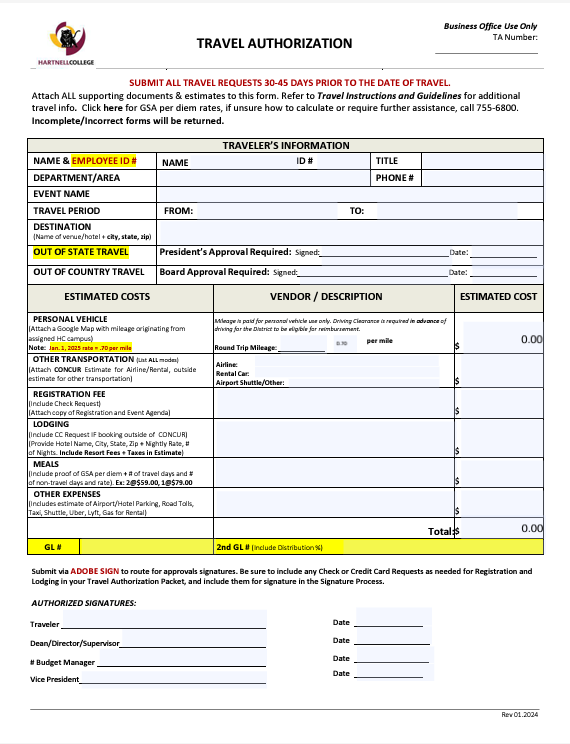 Business Office Use Only
TA Number:
HARTNELLCOLLEGE
TRAVEL AUTHORIZATION
SUBMIT ALL TRAVEL REQUESTS 30-45 DAYS PRIOR TO THE DATE OF TRAVEL.
Attach ALL supporting documents & estimates to this form. Refer to Travel Instructions and Guidelines for additional
travel info. Click here for GSA per diem rates, if unsure how to calculate or require further assistance, call 755-6800.
Incomplete/Incorrect forms will be returned.
TRAVELER'S INFORMATION
NAME & EMPLOYEE ID # NAME ID # TITLE
DEPARTMENT/AREA PHONE #
EVENT NAME
TRAVEL PERIOD FROM: TO:
DESTINATION
(Name of venue/hotel + city, state, zip)
OUT OF STATE TRAVEL President's Approval Required: Signed: Date:
OUT OF COUNTRY TRAVEL Board Approval Required: Signed: Date:
ESTIMATED COSTS VENDOR / DESCRIPTION ESTIMATED COST
PERSONAL VEHICLE
(Attach a Google Map with mileage originating from
assigned HC campus)
Note: Jan. 1, 2025 rate = .70 per mile
Mileage is paid for personal vehicle use only. Driving Clearance is required in advance of
driving for the District to be eligible for reimbursement.
Round Trip Mileage: 0.70 per mile
$ 0.00
OTHER TRANSPORTATION (List ALL modes)
(Attach CONCUR Estimate for Airline/Rental, outside
estimate for other transportation)
Airline:
Rental Car:
Airport Shuttle/Other:
$
REGISTRATION FEE
(Include Check Request)
(Attach copy of Registration and Event Agenda)
$
LODGING
(Include CC Request IF booking outside of CONCUR)
(Provide Hotel Name, City, State, Zip + Nightly Rate, #
of Nights. Include Resort Fees + Taxes in Estimate)
$
MEALS
(Include proof of GSA per diem + # of travel days and #
of non-travel days and rate). Ex: 2@$59.00, 1@$79.00
$
OTHER EXPENSES
(Includes estimate of Airport/Hotel Parking, Road Tolls,
Taxi, Shuttle, Uber, Lyft, Gas for Rental)
$
Total: $ 0.00
GL # 2nd GL # (Include Distribution %)
Submit via ADOBE SIGN to route for approvals signatures. Be sure to include any Check or Credit Card Requests as needed for Registration and
Lodging in your Travel Authorization Packet, and include them for signature in the Signature Process.
AUTHORIZED SIGNATURES:
Traveler Date
Dean/Director/Supervisor Date
# Budget Manager Date
Vice President Date
Rev 01.2024